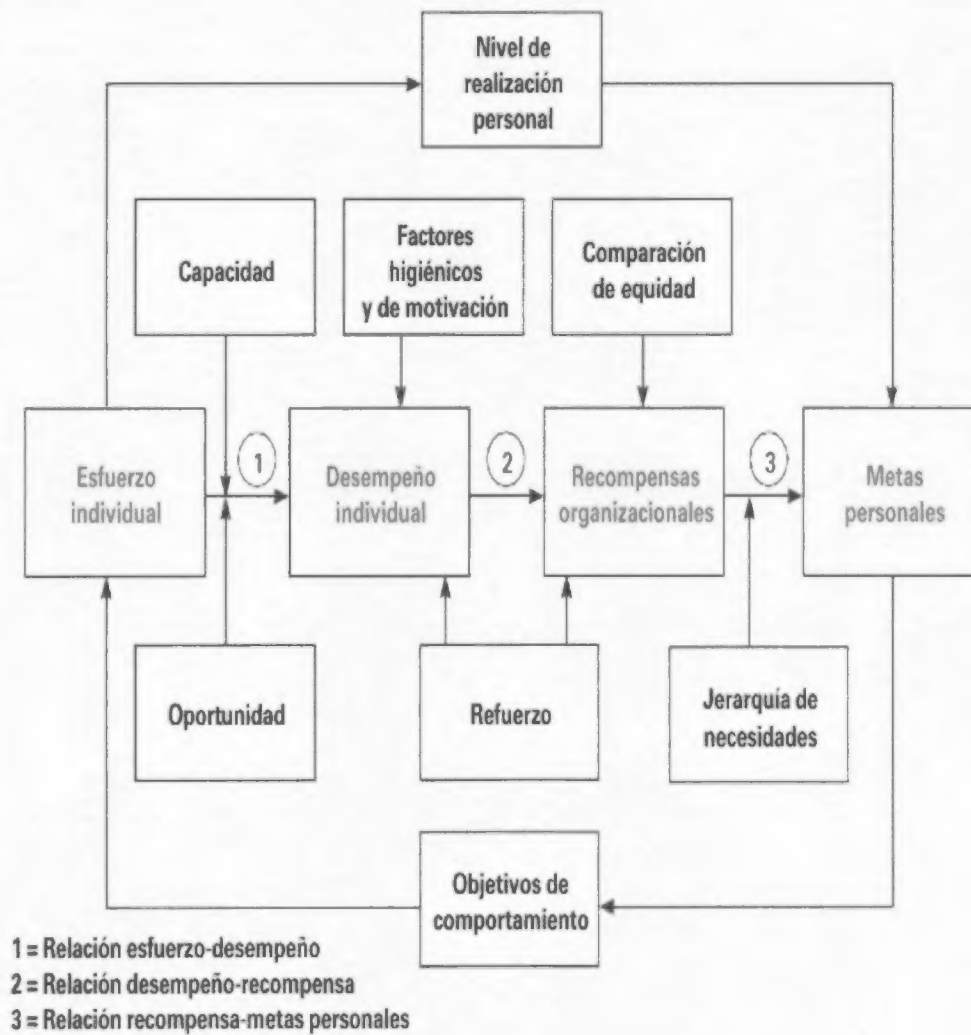 Nivel de
realización
personal
Capacidad
Factores
higiénicos
y de motivación
Comparación
de equidad
Esfuerzo
individual
1
Desempeño
individual
2
Recompensas
organizacionales
3
Metas
personales
Oportunidad
Refuerzo
Jerarquía de
necesidades
Objetivos de
comportamiento
1 = Relación esfuerzo-desempeño
2 = Relación desempeño-recompensa
3 = Relación recompensa-metas personales